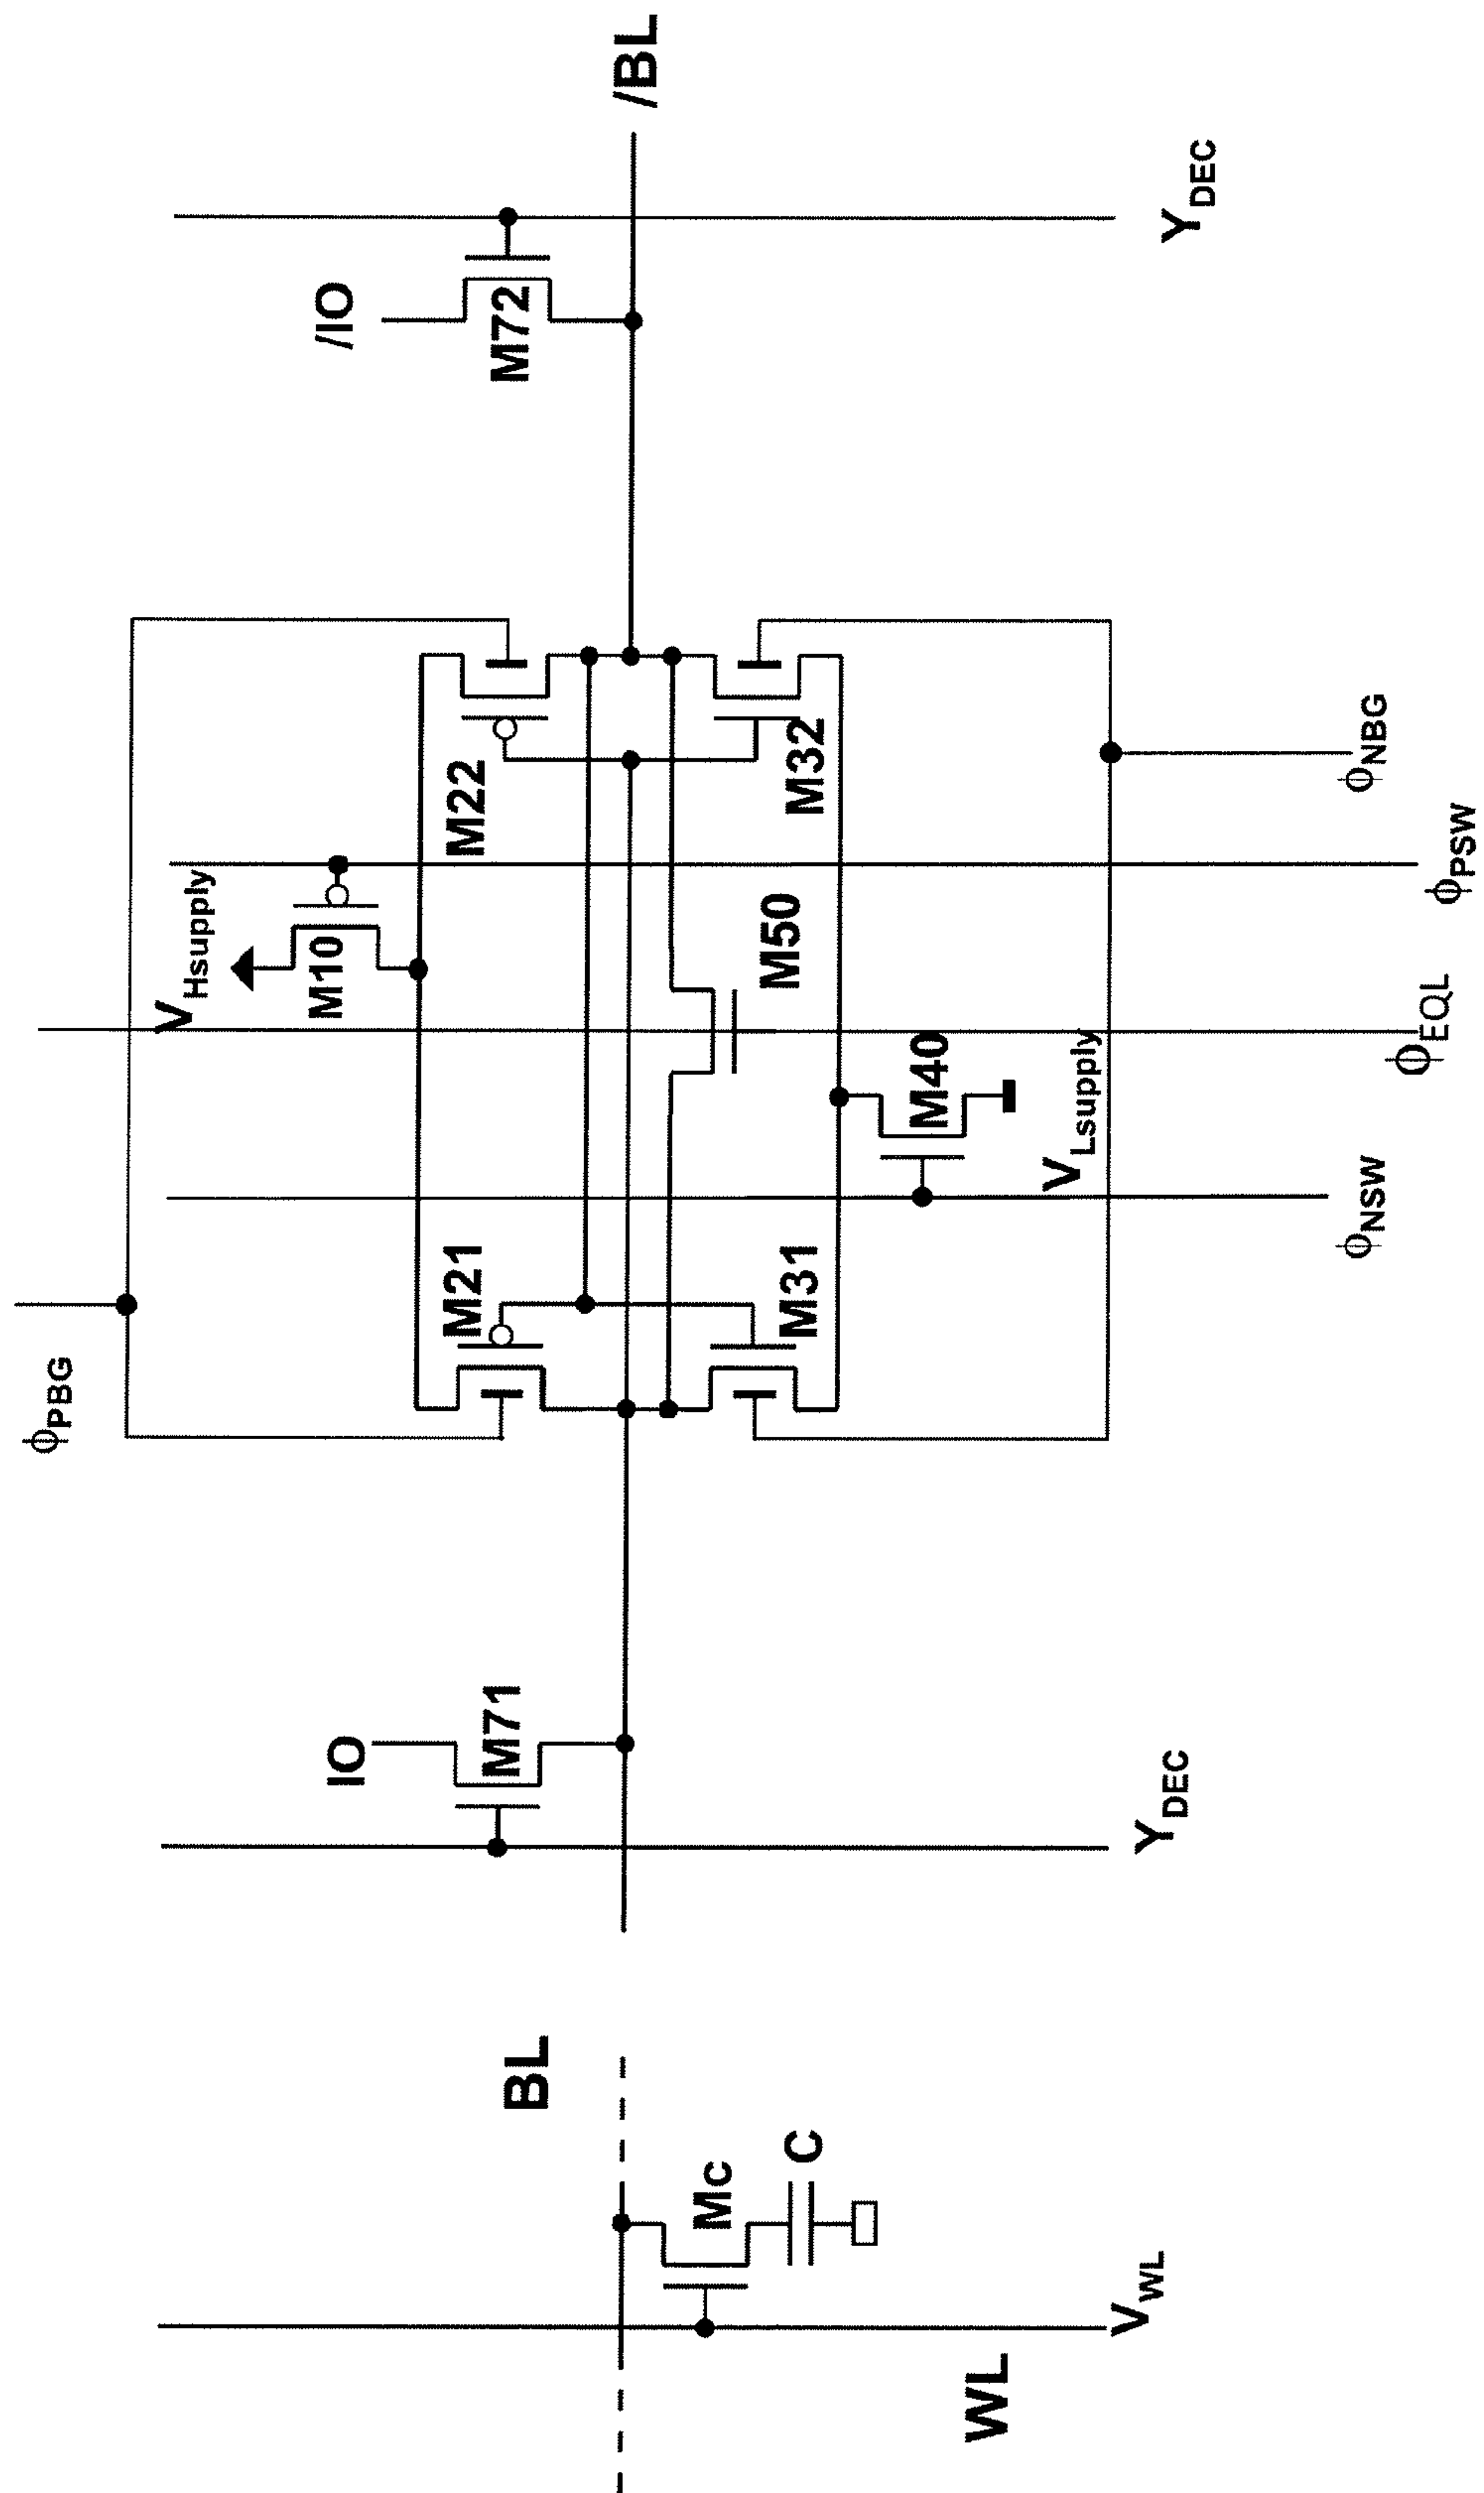 /BL
Y DEC
/IO
M72
M22
M32
ϕNBG
ϕPSW
VHsupply
M10
M50
ϕEQL
M40
VLsupply
ϕNSW
M21
M31
ϕPBG
IO
M71
YDEC
BL
Mc
C
VWL
WL